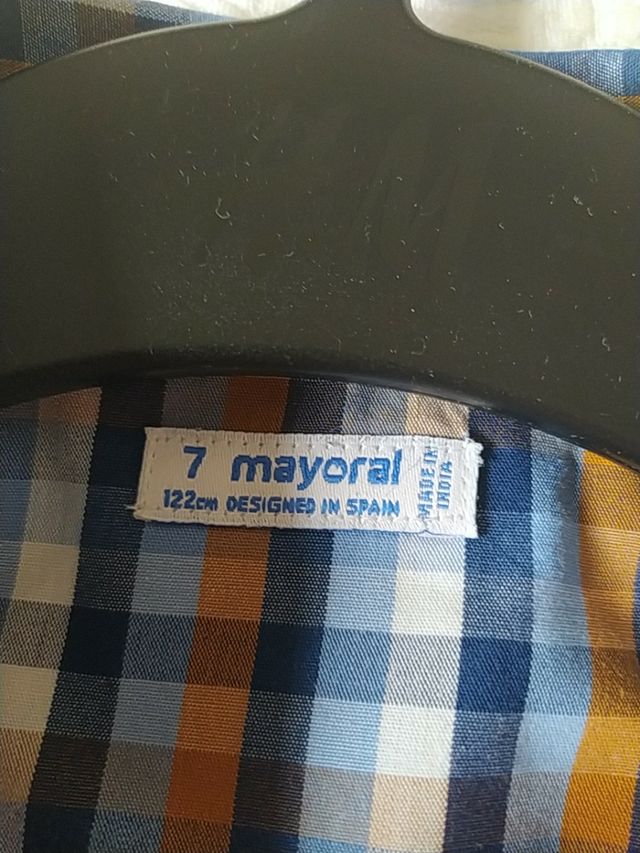 7 mayoral
122cm DESIGNED IN SPAIN
MADE IN
INDIA